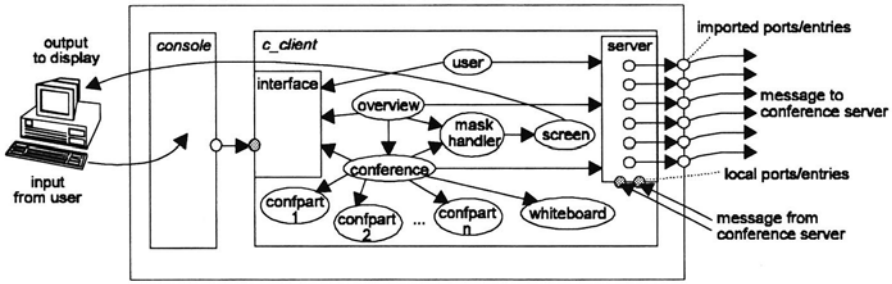 output
to display
console
c_client
server
imported ports/entries
user
interface
overview
mask
handler
screen
message to
conference server
input
from user
conference
local ports/entries
confpart
1
confpart
2
...
confpart
n
whiteboard
message from
conference server